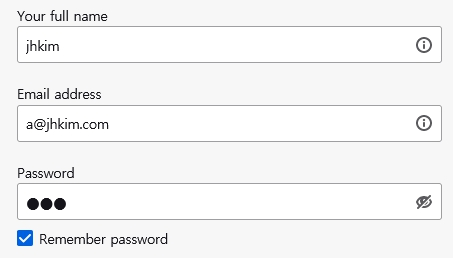 Your full name
jhkim
Email address
a@jhkim.com
Password
●●●
Remember password